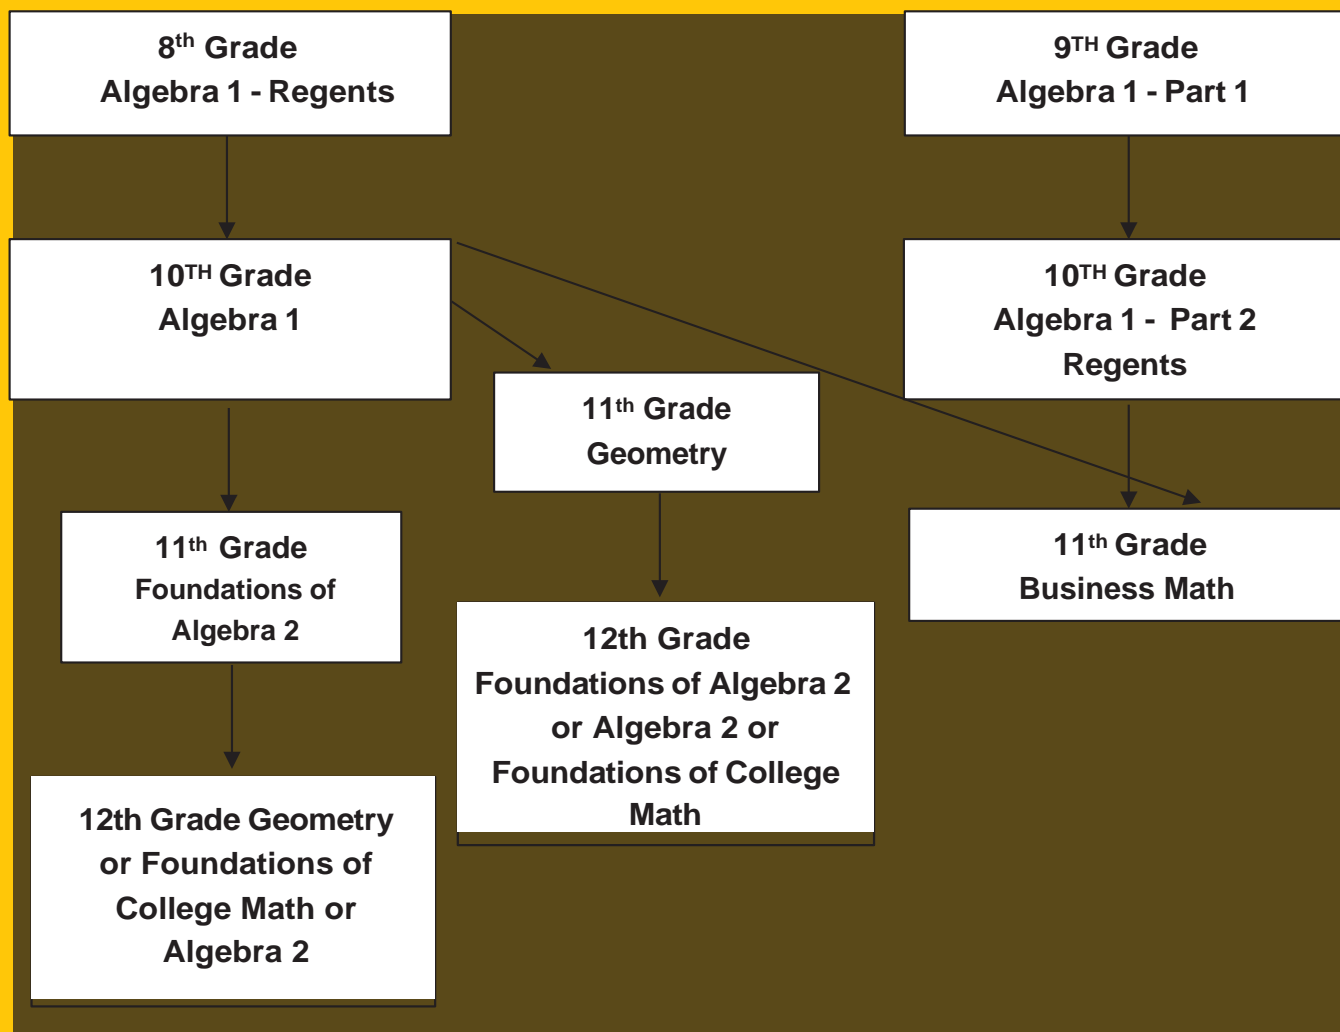 8th Grade
Algebra 1 - Regents
9TH Grade
Algebra 1 - Part 1
10TH Grade
Algebra 1
10TH Grade
Algebra 1 - Part 2
Regents
11th Grade
Geometry
11th Grade
Foundations of
Algebra 2
11th Grade
Business Math
12th Grade
Foundations of Algebra 2
or Algebra 2 or
Foundations of College
Math
12th Grade Geometry
or Foundations of
College Math or
Algebra 2